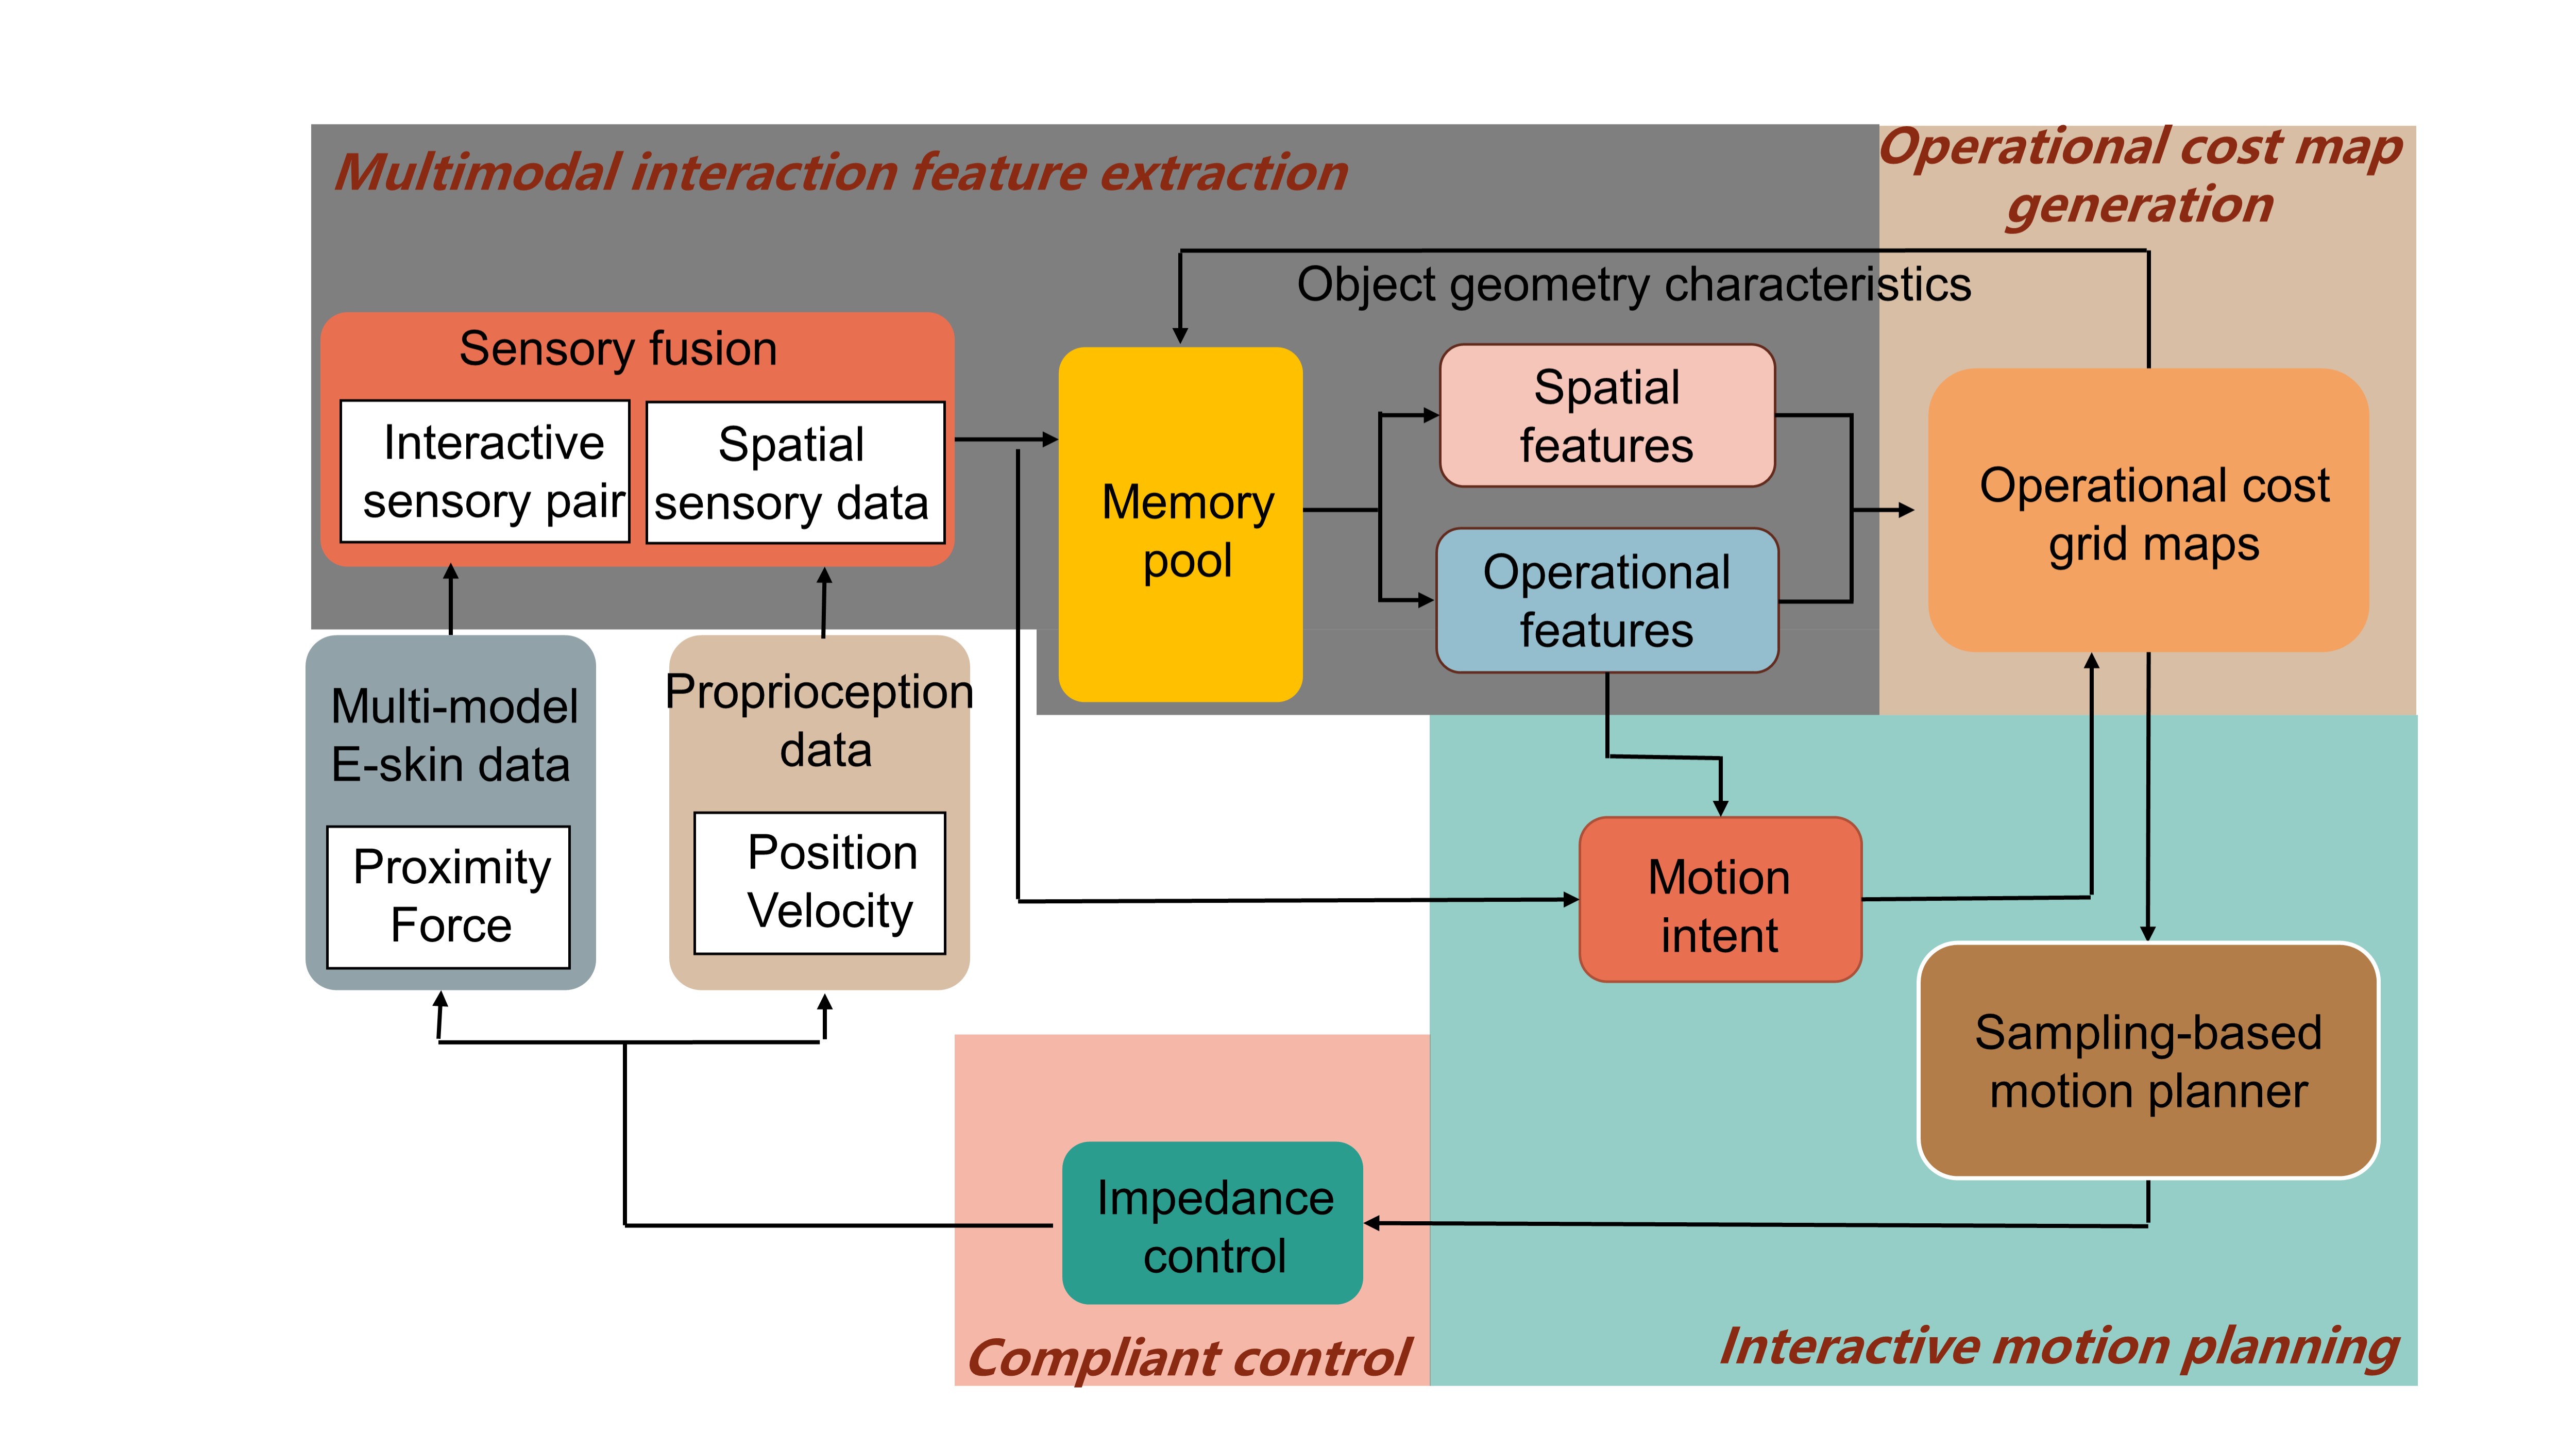 Multimodal interaction feature extraction
Operational cost map
generation
Object geometry characteristics
Sensory fusion
Interactive
sensory pair
Spatial
sensory data
Memory
pool
Spatial
features
Operational
features
Operational cost
grid maps
Multi-model
E-skin data
Proximity
Force
Proprioception
data
Position
Velocity
Motion
intent
Sampling-based
motion planner
Impedance
control
Compliant control
Interactive motion planning